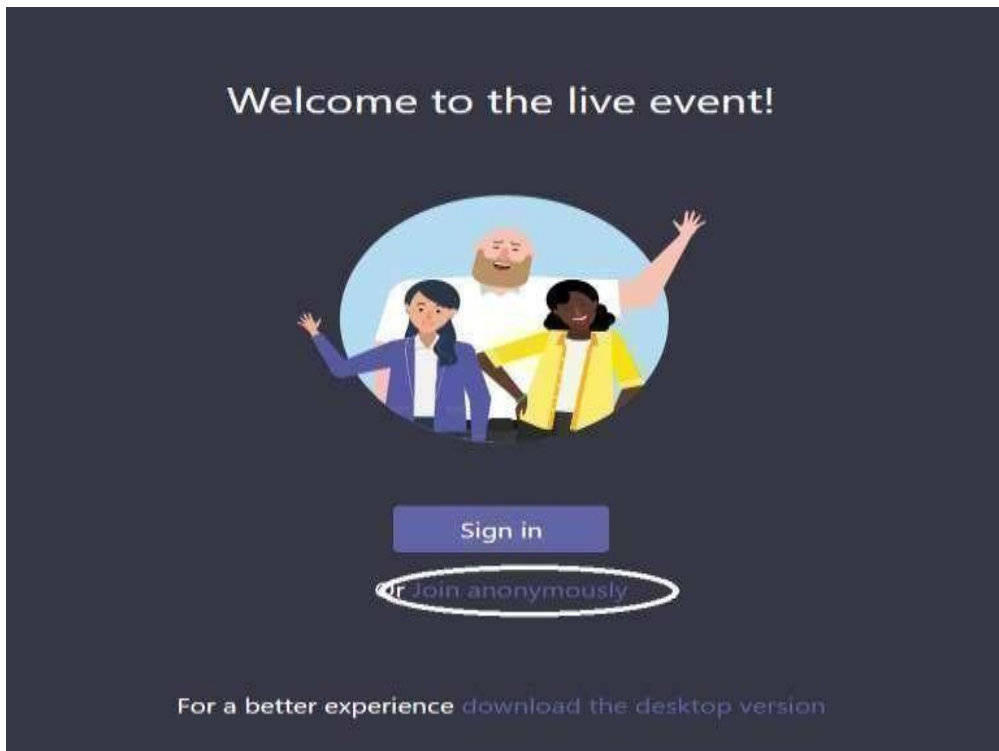 Welcome to the live event!
Sign in
Or Join anonymously
For a better experience download the desktop version